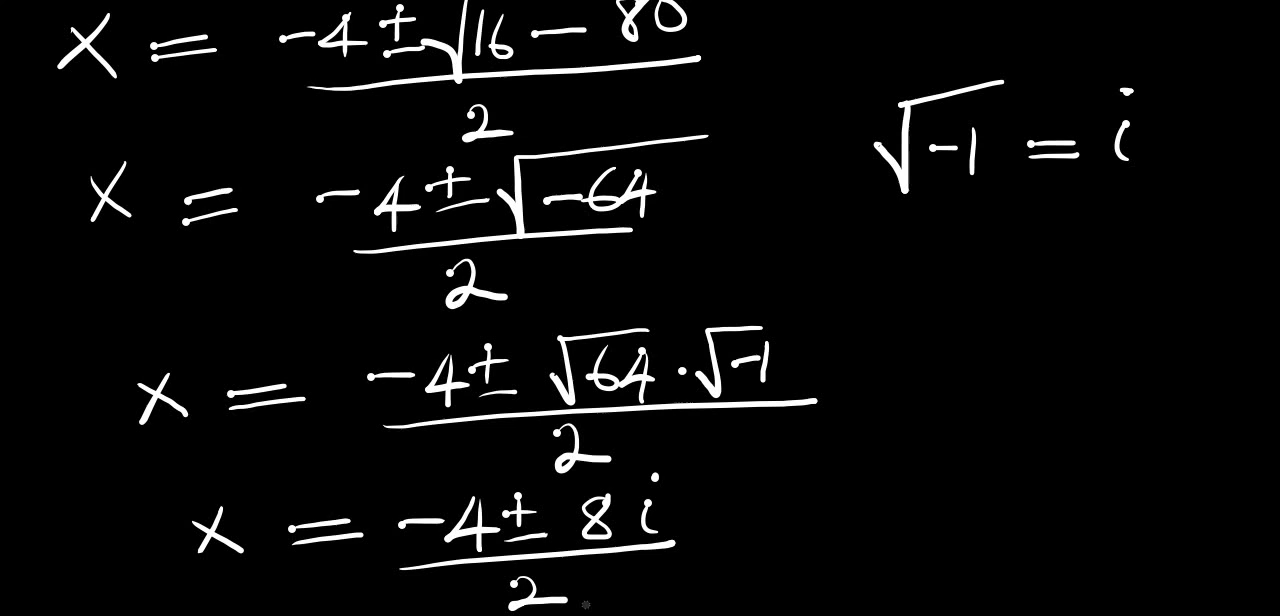 x = (-4 ± √(16 - 80)) / 2
√(-1) = i
x = (-4 ± √(-64)) / 2
x = (-4 ± √64 · √(-1)) / 2
x = (-4 ± 8i) / 2